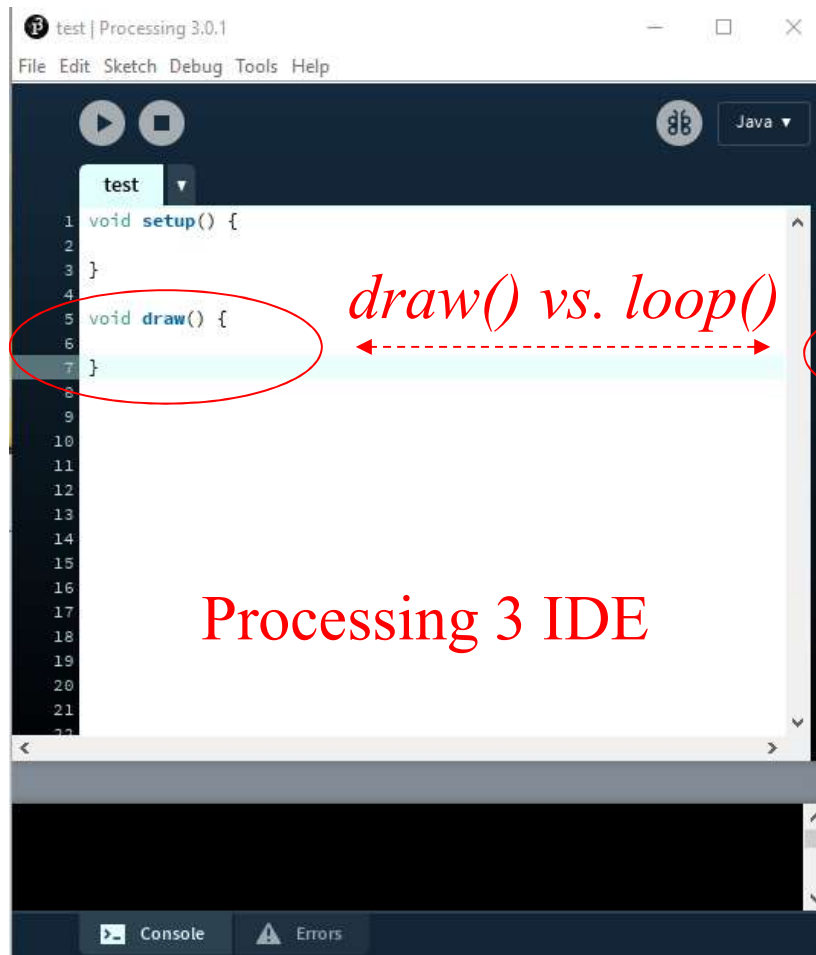 test | Processing 3.0.1
File Edit Sketch Debug Tools Help
Java ▼
test ▼
1 void setup() {
2
3 }
4
draw() vs. loop()
5 void draw() {
6
7 }
8
9
10
11
12
13
14
15
16
17
Processing 3 IDE
18
19
20
21
22
Console
Errors